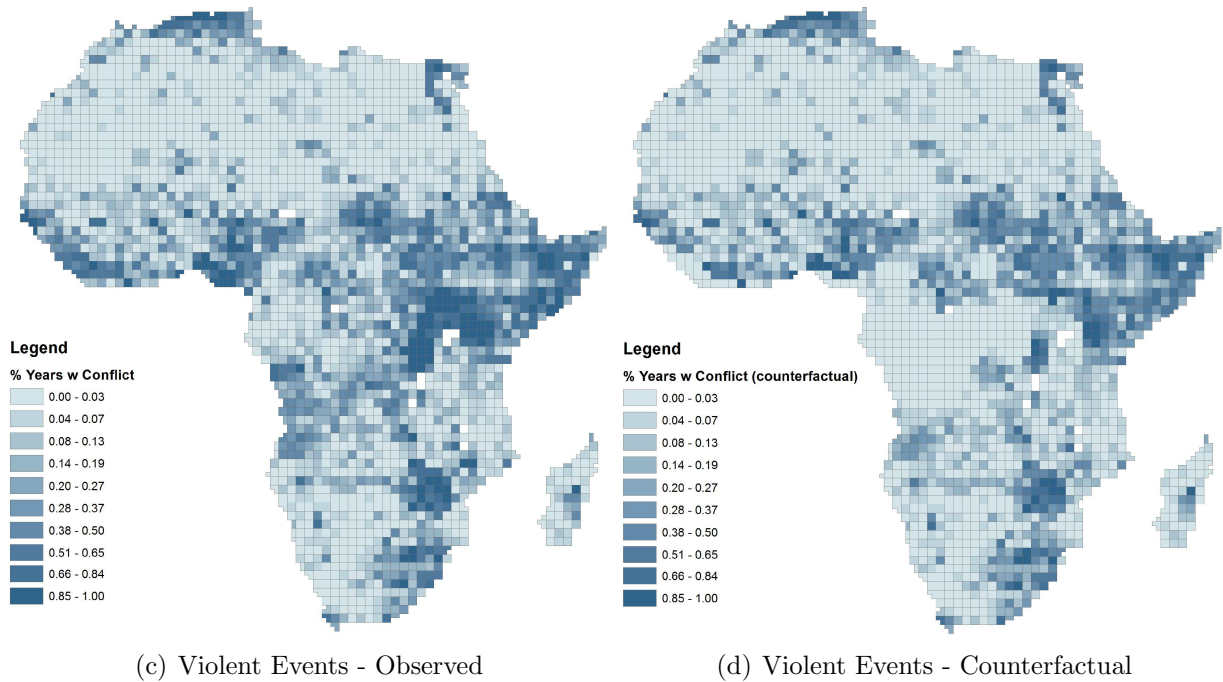 Legend
% Years w Conflict
0.00 - 0.03
0.04 - 0.07
0.08 - 0.13
0.14 - 0.19
0.20 - 0.27
0.28 - 0.37
0.38 - 0.50
0.51 - 0.65
0.66 - 0.84
0.85 - 1.00
(c) Violent Events - Observed
Legend
% Years w Conflict (counterfactual)
0.00 - 0.03
0.04 - 0.07
0.08 - 0.13
0.14 - 0.19
0.20 - 0.27
0.28 - 0.37
0.38 - 0.50
0.51 - 0.65
0.66 - 0.84
0.85 - 1.00
(d) Violent Events - Counterfactual